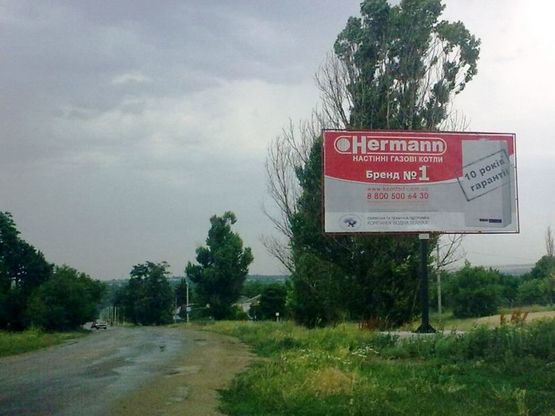 Hermann
НАСТІННІ ГАЗОВІ КОТЛИ
Бренд №1
8 800 500 64 30
10 років
гарантії